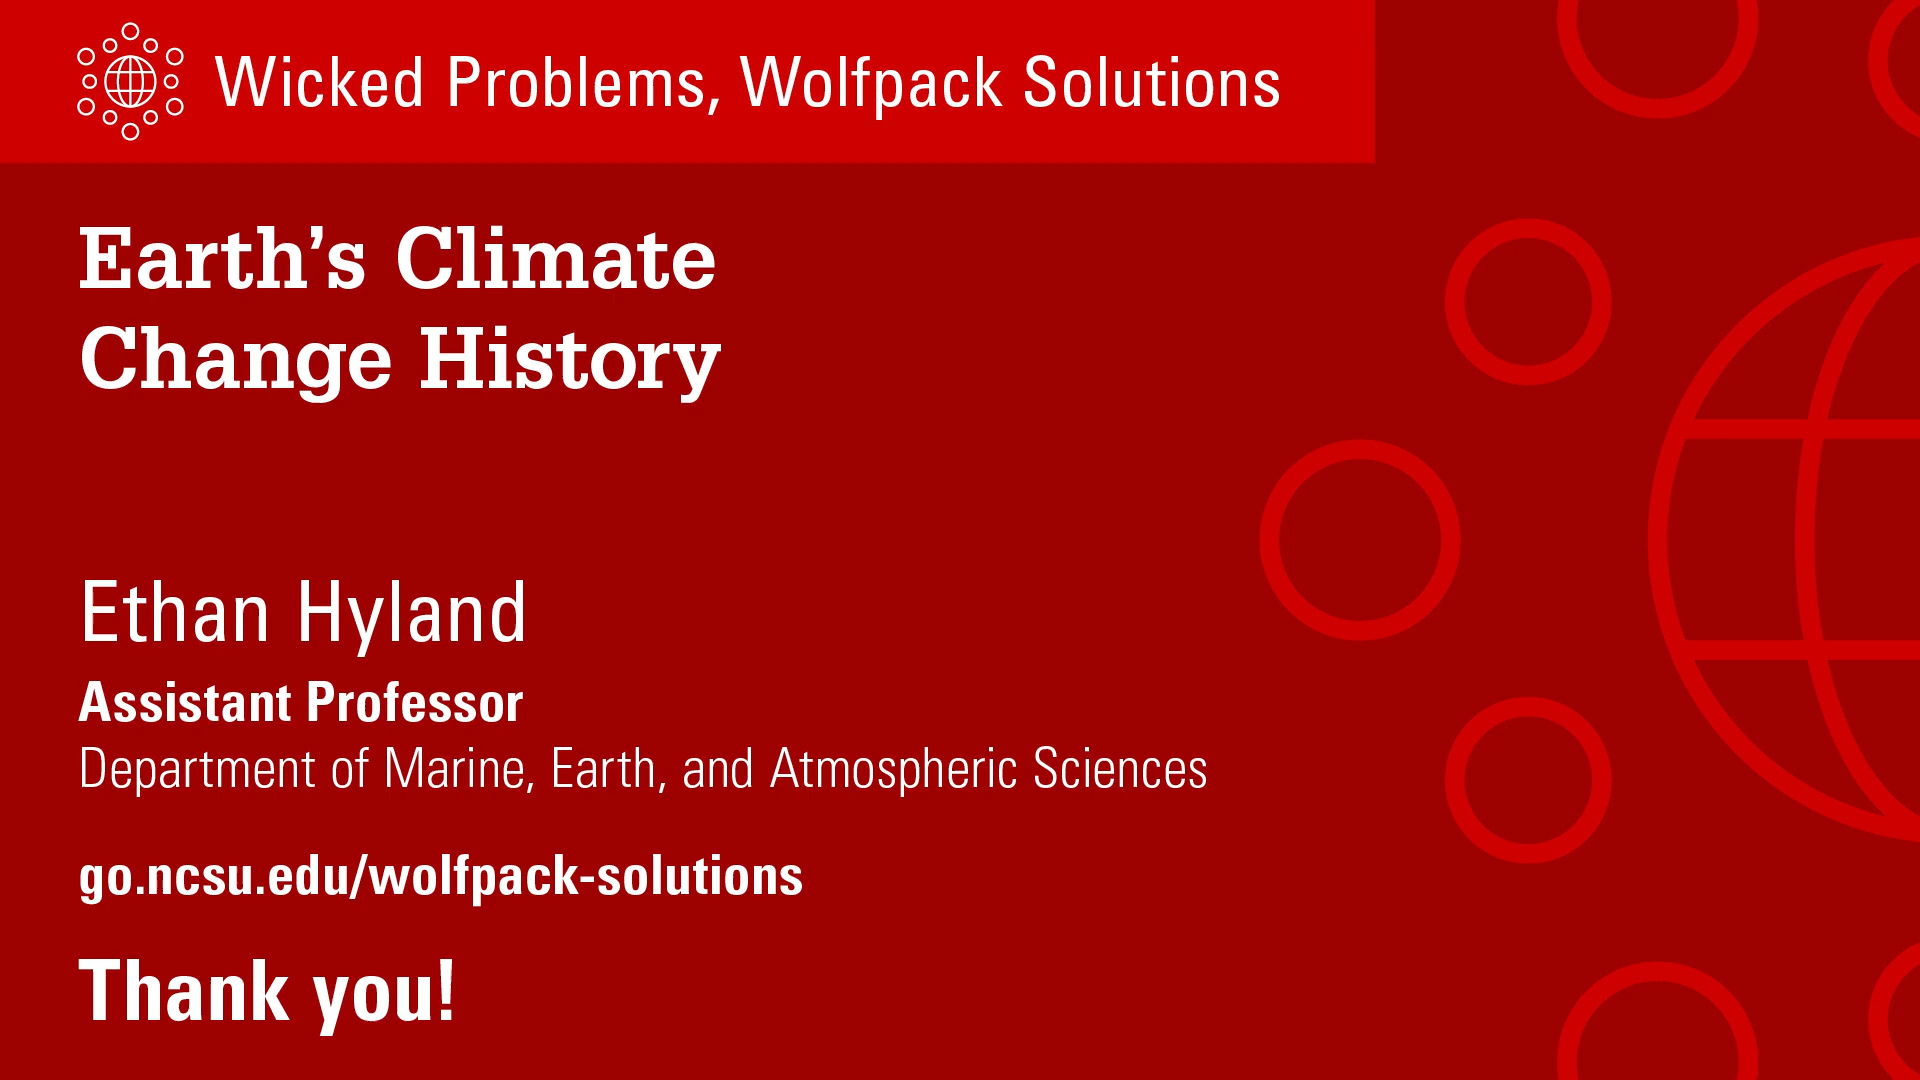 Wicked Problems, Wolfpack Solutions
Earth’s Climate
Change History
Ethan Hyland
Assistant Professor
Department of Marine, Earth, and Atmospheric Sciences
go.ncsu.edu/wolfpack-solutions
Thank you!